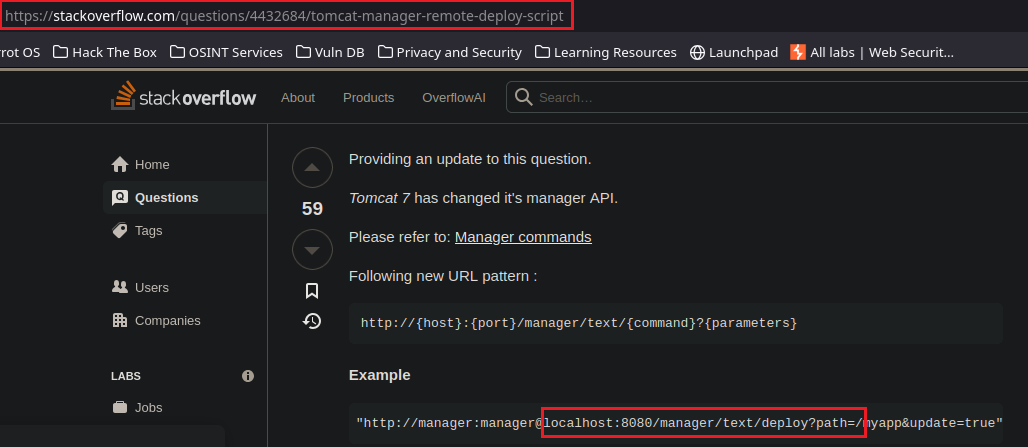 https://stackoverflow.com/questions/4432684/tomcat-manager-remote-deploy-script
rot OS Hack The Box OSINT Services Vuln DB Privacy and Security Learning Resources Launchpad All labs | Web Securit...
stackoverflow About Products OverflowAI Search...
Home
Questions
Tags
Users
Companies
LABS
Jobs
Providing an update to this question.
59
Tomcat 7 has changed it's manager API.
Please refer to: Manager commands
Following new URL pattern :
http://{host}:{port}/manager/text/{command}?{parameters}
Example
"http://manager:manager@localhost:8080/manager/text/deploy?path=/myapp&update=true"